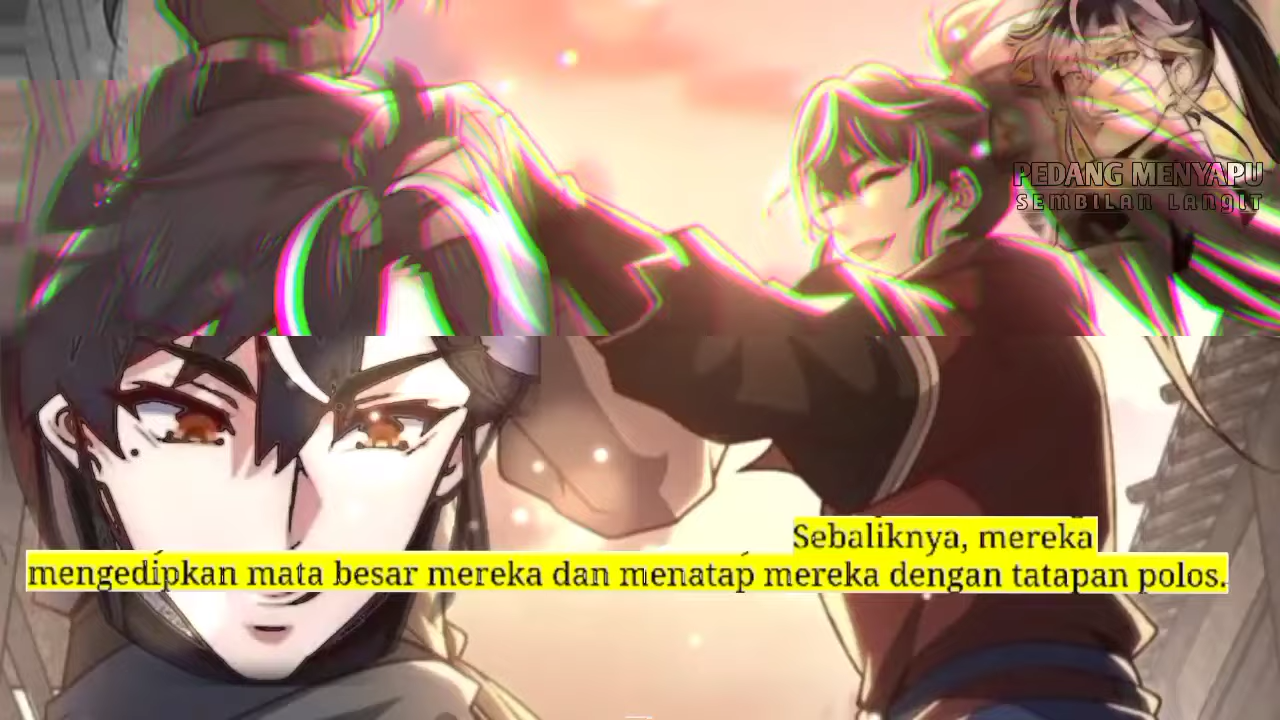 PEDANG MENYAPU
SEMBILAN LANGIT
Sebaliknya, mereka
mengedipkan mata besar mereka dan menatap mereka dengan tatapan polos.